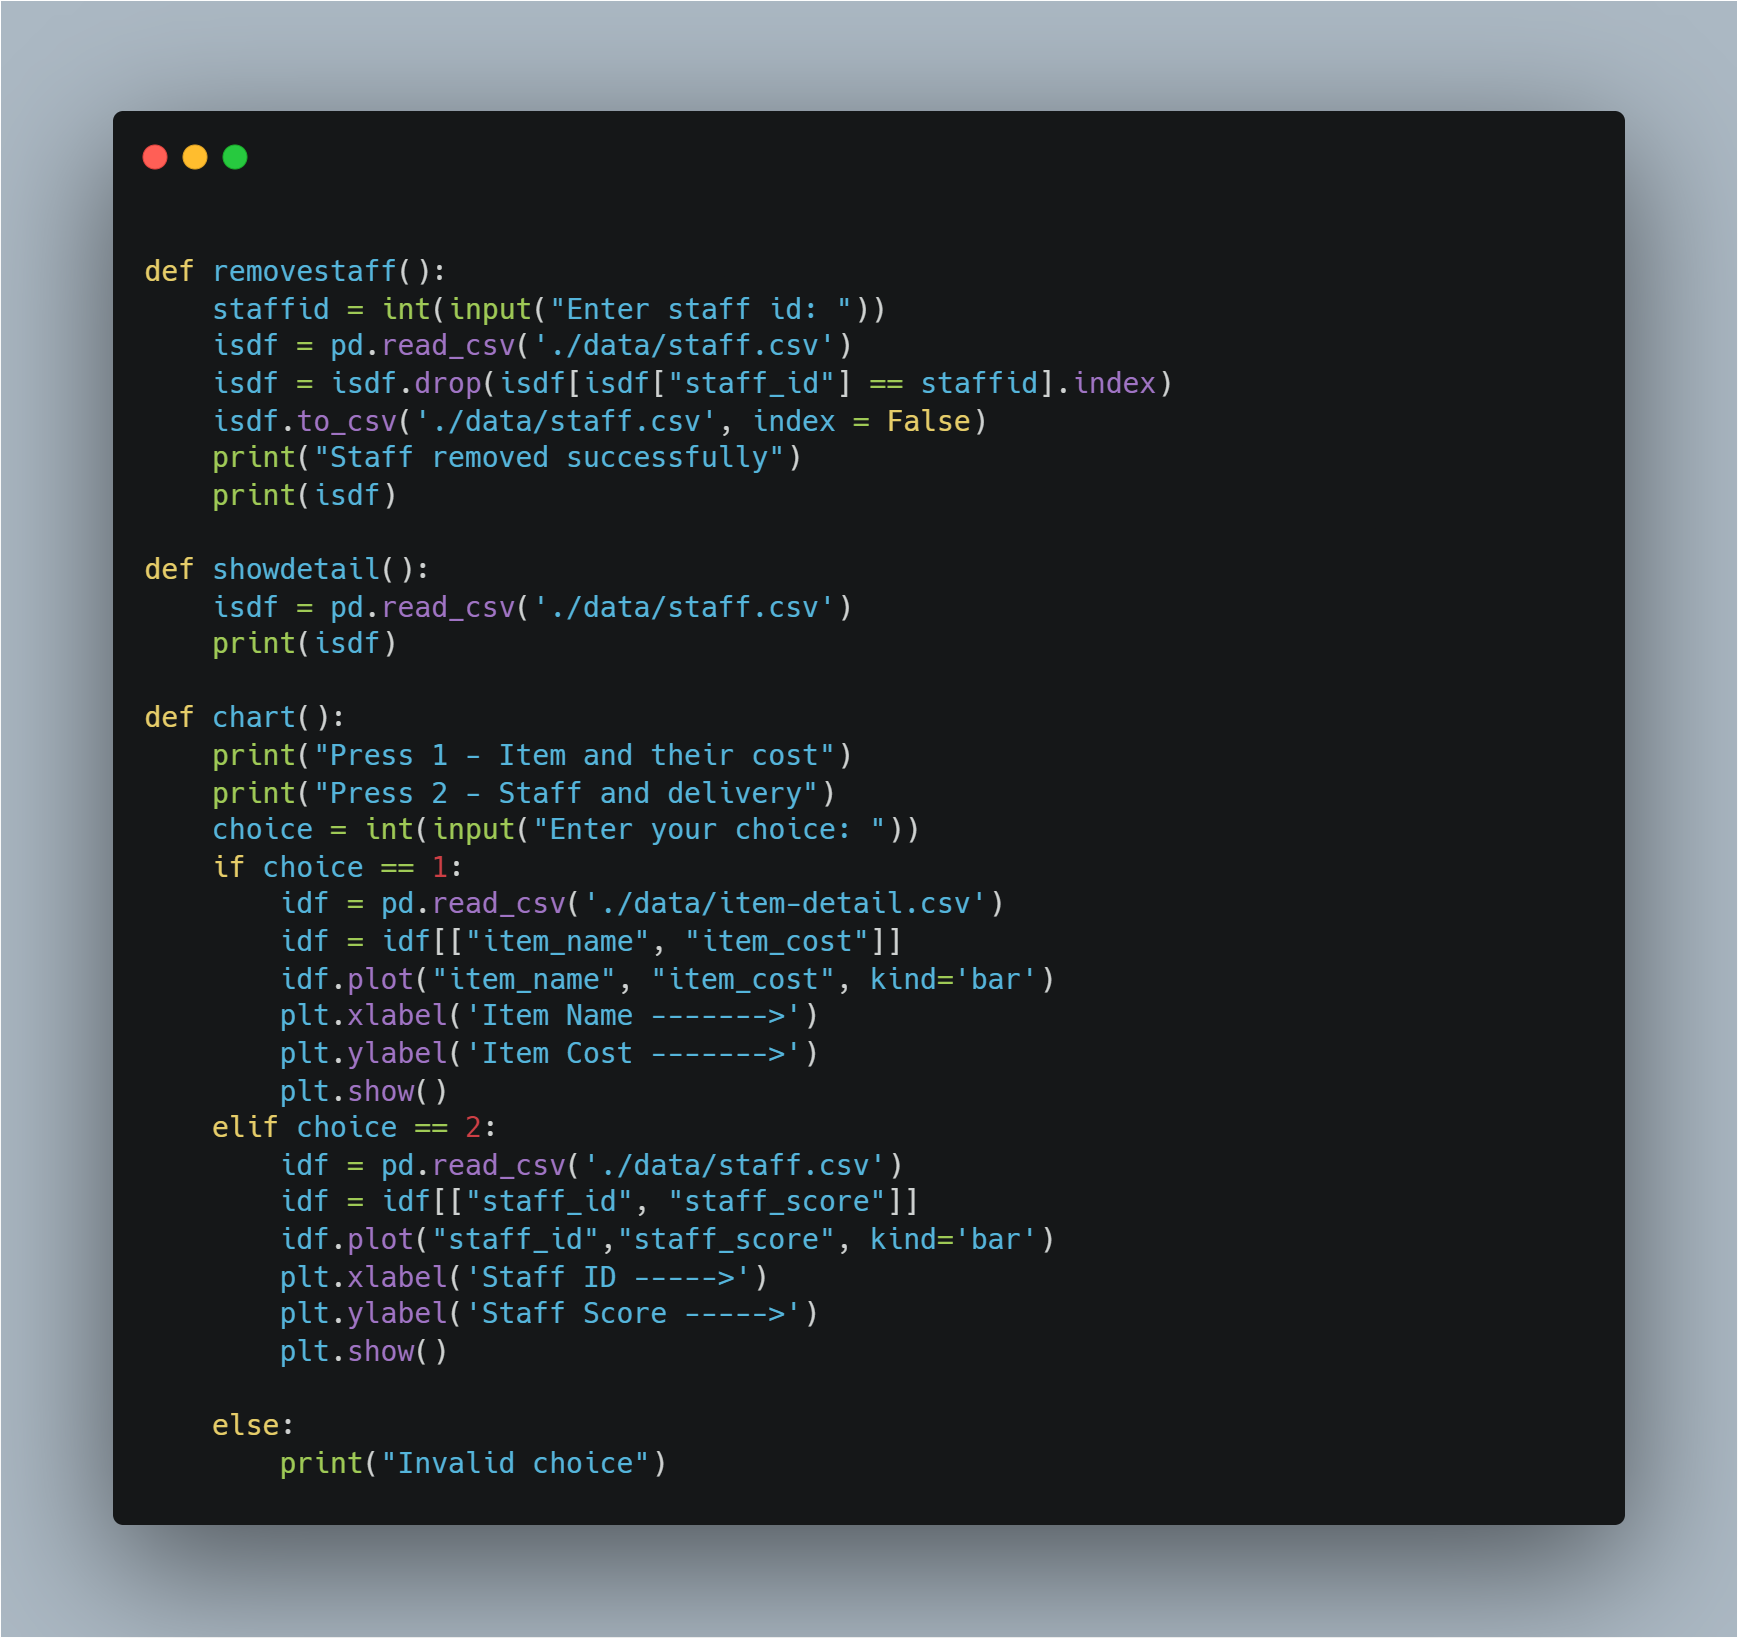 def removestaff():
    staffid = int(input("Enter staff id: "))
    isdf = pd.read_csv('./data/staff.csv')
    isdf = isdf.drop(isdf[isdf["staff_id"] == staffid].index)
    isdf.to_csv('./data/staff.csv', index = False)
    print("Staff removed successfully")
    print(isdf)

def showdetail():
    isdf = pd.read_csv('./data/staff.csv')
    print(isdf)

def chart():
    print("Press 1 - Item and their cost")
    print("Press 2 - Staff and delivery")
    choice = int(input("Enter your choice: "))
    if choice == 1:
        idf = pd.read_csv('./data/item-detail.csv')
        idf = idf[["item_name", "item_cost"]]
        idf.plot("item_name", "item_cost", kind='bar')
        plt.xlabel('Item Name ------->')
        plt.ylabel('Item Cost ------->')
        plt.show()
    elif choice == 2:
        idf = pd.read_csv('./data/staff.csv')
        idf = idf[["staff_id", "staff_score"]]
        idf.plot("staff_id","staff_score", kind='bar')
        plt.xlabel('Staff ID ----->')
        plt.ylabel('Staff Score ----->')
        plt.show()

    else:
        print("Invalid choice")